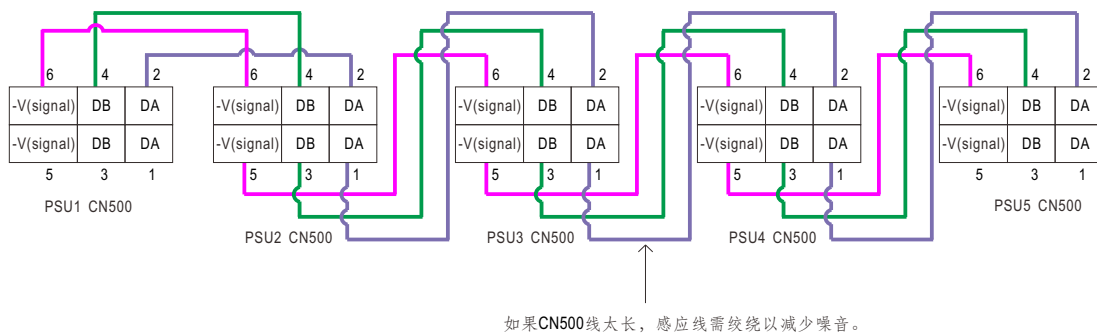 6 4 2 6 4 2 6 4 2 6 4 2 6 4 2
-V(signal) DB DA -V(signal) DB DA -V(signal) DB DA -V(signal) DB DA -V(signal) DB DA
-V(signal) DB DA -V(signal) DB DA -V(signal) DB DA -V(signal) DB DA -V(signal) DB DA
5 3 1 5 3 1 5 3 1 5 3 1 5 3 1
PSU1 CN500 PSU2 CN500 PSU3 CN500 PSU4 CN500 PSU5 CN500
如果CN500线太长，感应线需绞绕以减少噪音。